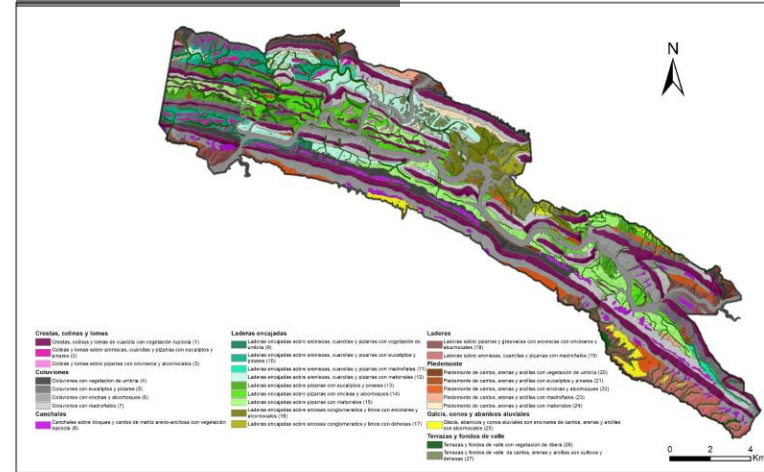 N
Crestas, colinas y lomas
Crestas, colinas y lomas de cuarcita con vegetación rupícola (1)
Colinas y lomas sobre areniscas, cuarcitas y pizarras con eucaliptos y
pinares (2)
Colinas y lomas sobre pizarras con encinares y alcornocales (3)
Coluviones
Coluviones con vegetación de umbría (4)
Coluviones con eucaliptos y pinares (5)
Coluviones con encinas y alcornoques (6)
Coluviones con madroñales (7)
Canchales
Canchales sobre bloques y cantos de matriz areno-arcillosa con vegetación
rupícola (8)
Laderas encajadas
Laderas encajadas sobre areniscas, cuarcitas y pizarras con vegetación de
umbría (9)
Laderas encajadas sobre areniscas, cuarcitas y pizarras con eucaliptos y
pinares (10)
Laderas encajadas sobre areniscas, cuarcitas y pizarras con madroñales (11)
Laderas encajadas sobre areniscas, cuarcitas y pizarras con matorrales (12)
Laderas encajadas sobre pizarras con eucaliptos y pinares (13)
Laderas encajadas sobre pizarras con encinas y alcornoques (14)
Laderas encajadas sobre pizarras con matorrales (15)
Laderas encajadas sobre arcosas conglomerados y limos con encinares y
alcornocales (16)
Laderas encajadas sobre arcosas conglomerados y limos con dehesas (17)
Laderas
Laderas sobre pizarras y grauvacas con areniscas con encinares y
alcornocales (18)
Laderas sobre areniscas, cuarcitas y pizarras con madroñales (19)
Piedemonte
Piedemonte de cantos, arenas y arcillas con vegetación de umbría (20)
Piedemonte de cantos, arenas y arcillas con eucaliptos y pinares (21)
Piedemonte de cantos, arenas y arcillas con encinas y alcornoques (22)
Piedemonte de cantos, arenas y arcillas con madroñales (23)
Piedemonte de cantos, arenas y arcillas con matorrales (24)
Glacis, conos y abanicos aluviales
Glacis, abanicos y conos aluviales con encinares de cantos, arenas y arcillas
con alcornocales (25)
Terrazas y fondos de valle
Terrazas y fondos de valle con vegetación de ribera (26)
Terrazas y fondos de valle de cantos, arenas y arcillas con cultivos y
dehesas (27)
0 2 4
Km